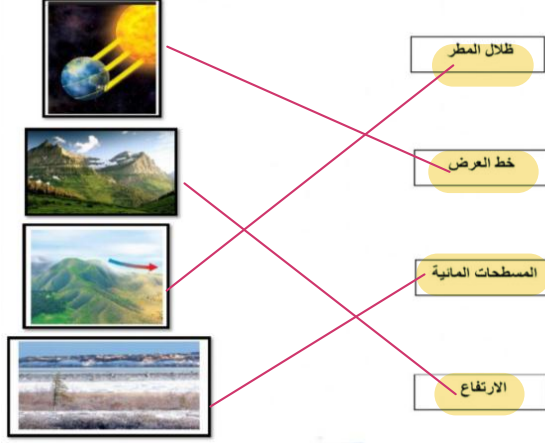 ظلال المطر
خط العرض
المسطحات المائية
الارتفاع